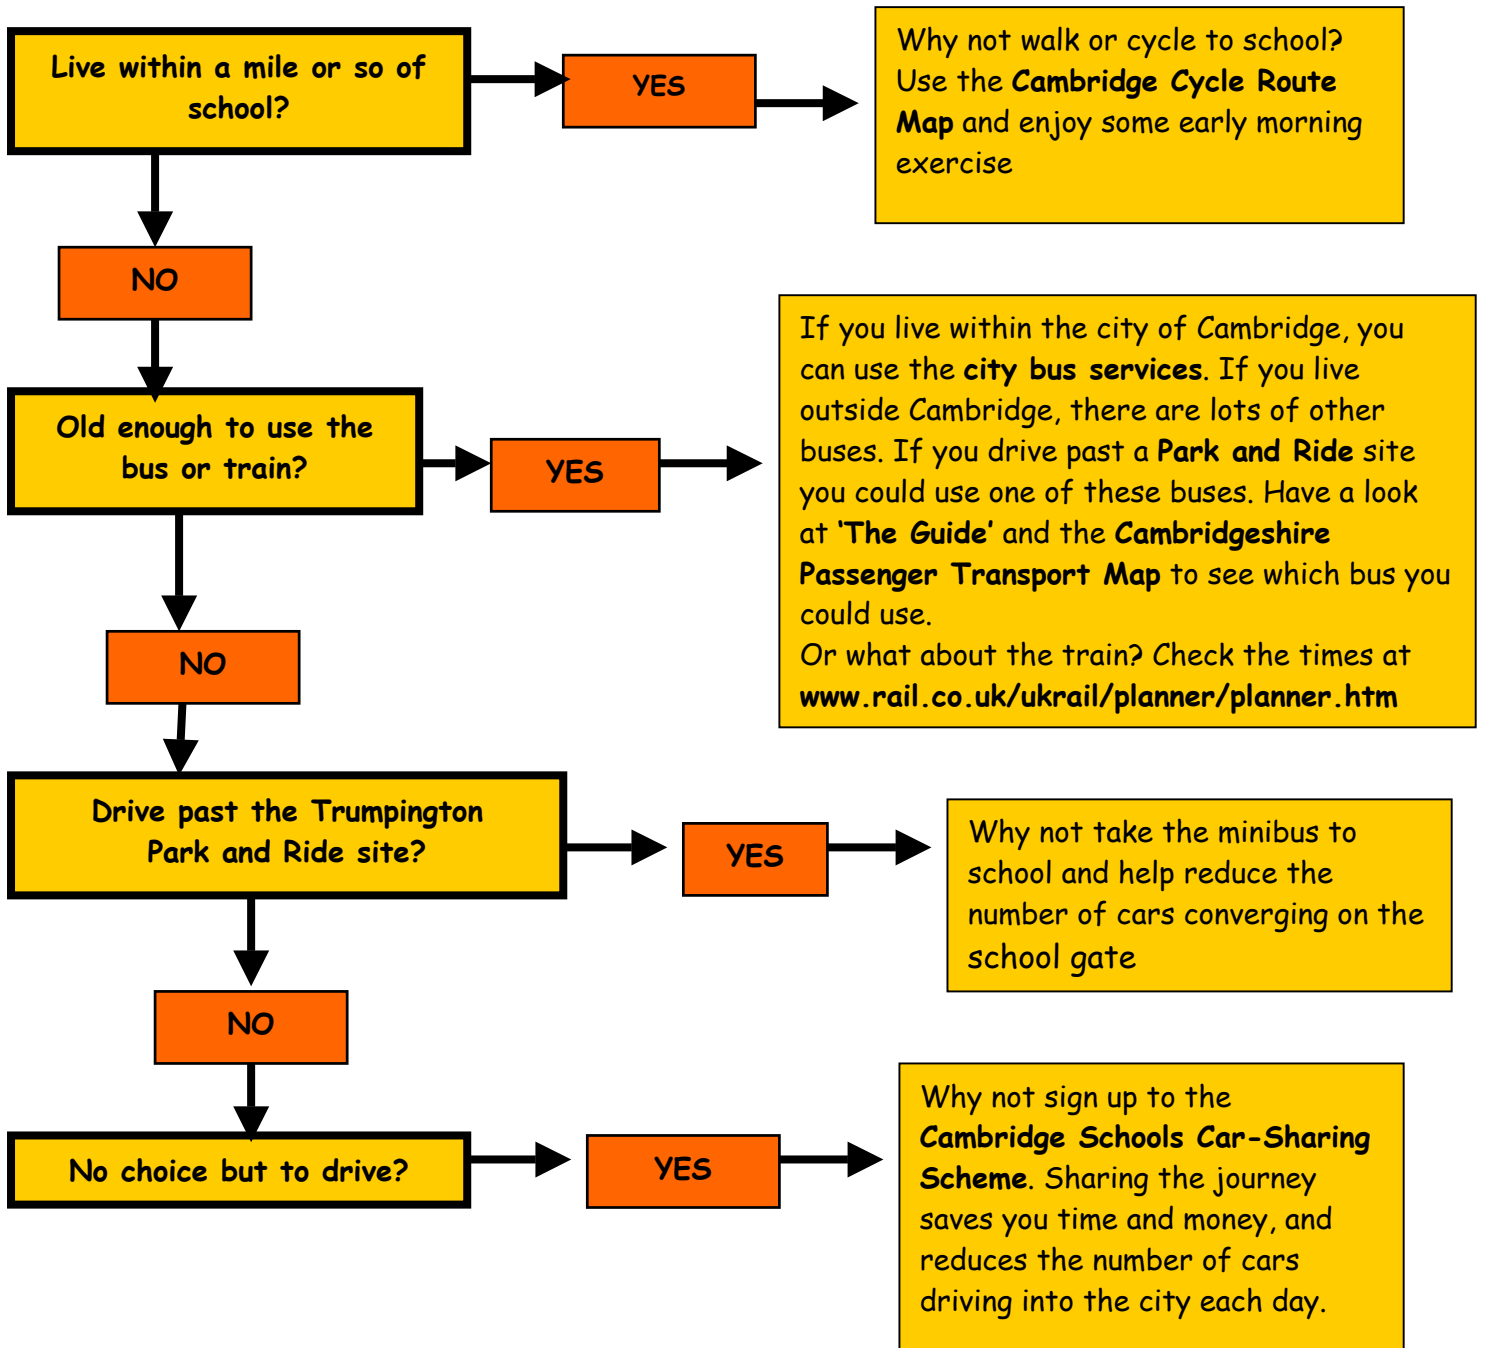 Live within a mile or so of
school?
YES
Why not walk or cycle to school?
Use the Cambridge Cycle Route
Map and enjoy some early morning
exercise
NO
Old enough to use the
bus or train?
YES
If you live within the city of Cambridge, you
can use the city bus services. If you live
outside Cambridge, there are lots of other
buses. If you drive past a Park and Ride site
you could use one of these buses. Have a look
at ‘The Guide’ and the Cambridgeshire
Passenger Transport Map to see which bus you
could use.
Or what about the train? Check the times at
www.rail.co.uk/ukrail/planner/planner.htm
NO
Drive past the Trumpington
Park and Ride site?
YES
Why not take the minibus to
school and help reduce the
number of cars converging on the
school gate
NO
No choice but to drive?
YES
Why not sign up to the
Cambridge Schools Car-Sharing
Scheme. Sharing the journey
saves you time and money, and
reduces the number of cars
driving into the city each day.